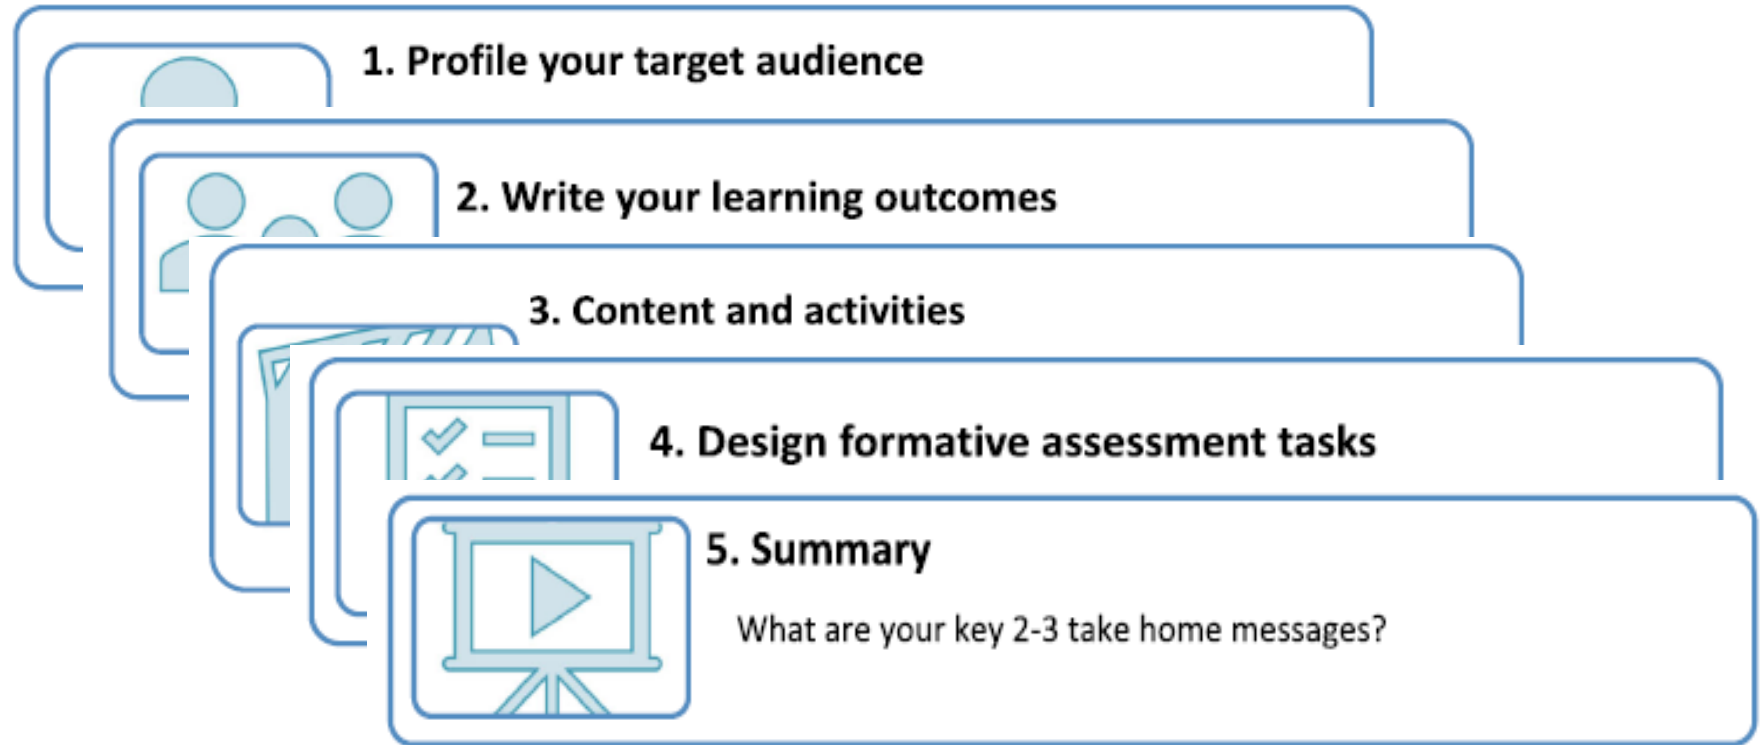 1. Profile your target audience
2. Write your learning outcomes
3. Content and activities
4. Design formative assessment tasks
5. Summary
What are your key 2-3 take home messages?